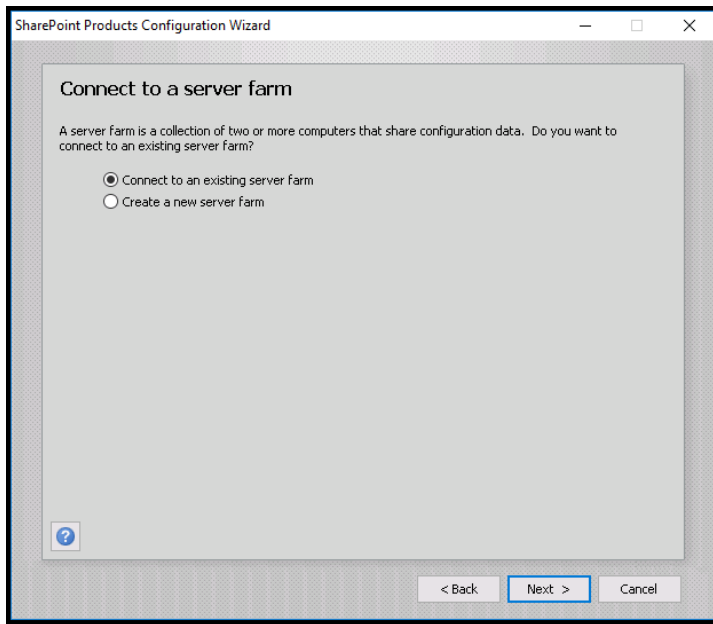 SharePoint Products Configuration Wizard
Connect to a server farm
A server farm is a collection of two or more computers that share configuration data.  Do you want to
connect to an existing server farm?
Connect to an existing server farm
Create a new server farm
?
< Back
Next >
Cancel